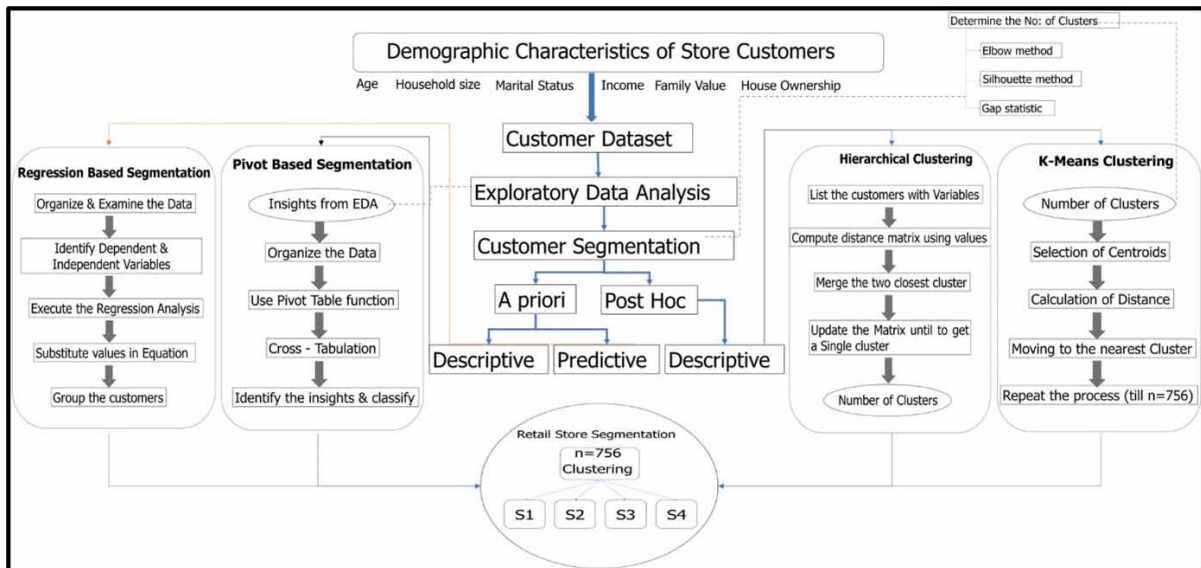 Demographic Characteristics of Store Customers
Age Household size Marital Status Income Family Value House Ownership
Customer Dataset
Exploratory Data Analysis
Customer Segmentation
A priori
Post Hoc
Descriptive
Predictive
Descriptive
Determine the No: of Clusters
Elbow method
Silhouette method
Gap statistic
Regression Based Segmentation
Organize & Examine the Data
Identify Dependent &
Independent Variables
Execute the Regression Analysis
Substitute values in Equation
Group the customers
Pivot Based Segmentation
Insights from EDA
Organize the Data
Use Pivot Table function
Cross - Tabulation
Identify the insights & classify
Hierarchical Clustering
List the customers with Variables
Compute distance matrix using values
Merge the two closest cluster
Update the Matrix until to get
a Single cluster
Number of Clusters
K-Means Clustering
Number of Clusters
Selection of Centroids
Calculation of Distance
Moving to the nearest Cluster
Repeat the process (till n=756)
Retail Store Segmentation
n=756
Clustering
S1
S2
S3
S4